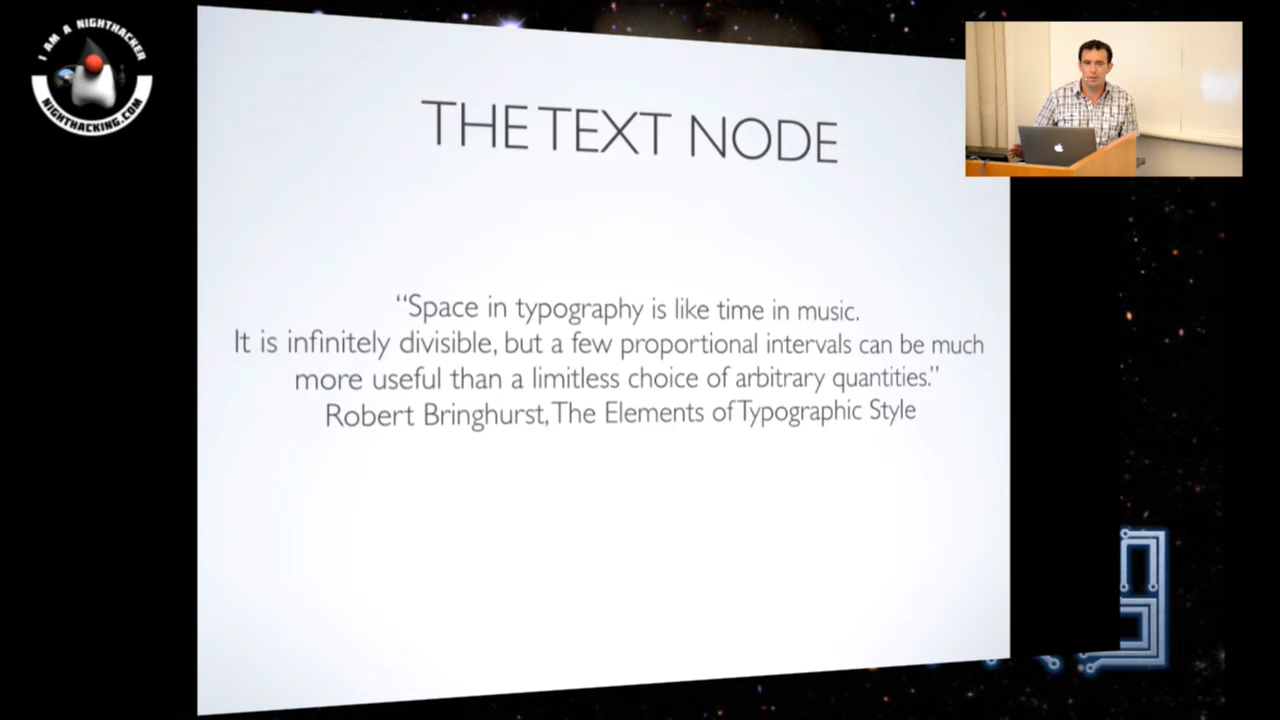 I AM A NIGHTHACKER
NIGHTHACKING.COM
THE TEXT NODE
“Space in typography is like time in music.
It is infinitely divisible, but a few proportional intervals can be much
more useful than a limitless choice of arbitrary quantities.”
Robert Bringhurst, The Elements of Typographic Style